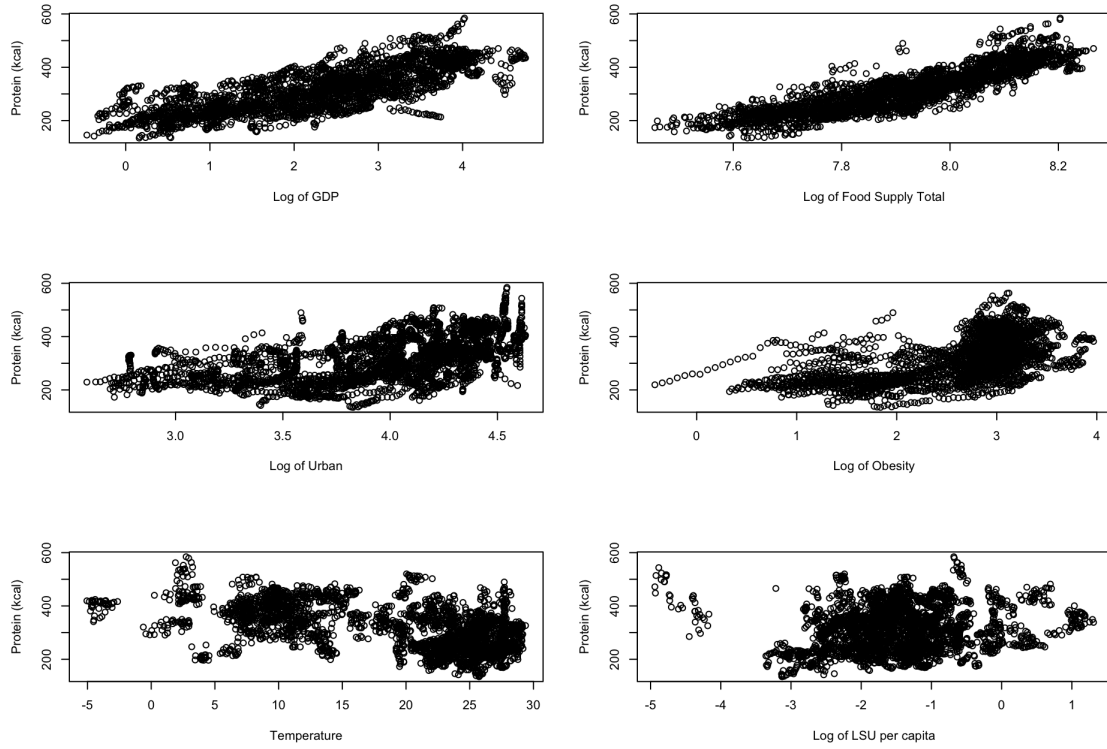 Protein (kcal)
200 400 600
0 1 2 3 4
Log of GDP
Protein (kcal)
200 400 600
7.6 7.8 8.0 8.2
Log of Food Supply Total
Protein (kcal)
200 400 600
3.0 3.5 4.0 4.5
Log of Urban
Protein (kcal)
200 400 600
0 1 2 3 4
Log of Obesity
Protein (kcal)
200 400 600
-5 0 5 10 15 20 25 30
Temperature
Protein (kcal)
200 400 600
-5 -4 -3 -2 -1 0 1
Log of LSU per capita